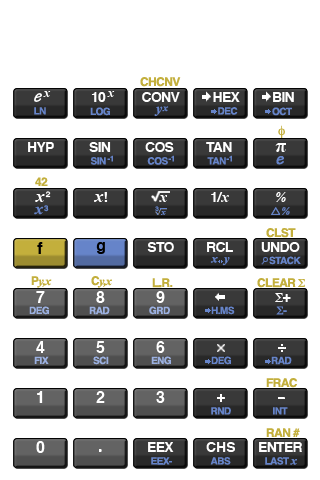 CHCNV
eˣ 10ˣ CONV →HEX →BIN
LN LOG yˣ ⇒DEC ⇒OCT
ϕ
HYP SIN COS TAN π
SIN⁻¹ COS⁻¹ TAN⁻¹ e
42
x² x! √x 1/x %
x³ ∛x △%
CLST
f g STO RCL UNDO
x↔y ⌕STACK
Py,x Cy,x L.R. CLEAR Σ
7 8 9 ← Σ+
DEG RAD GRD ⇒H.MS Σ-
4 5 6 × ÷
FIX SCI ENG ⇒DEG ⇒RAD
FRAC
1 2 3 + −
RND INT
RAN #
0 . EEX CHS ENTER
EEX- ABS LAST x